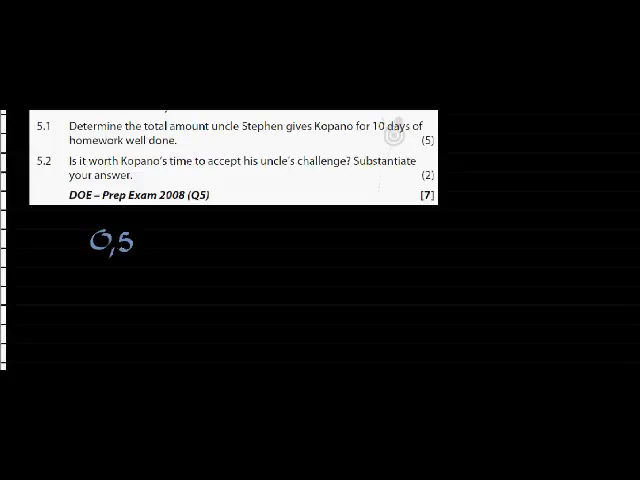 5.1 Determine the total amount uncle Stephen gives Kopano for 10 days of
homework well done. (5)
5.2 Is it worth Kopano's time to accept his uncle's challenge? Substantiate
your answer. (2)
DOE – Prep Exam 2008 (Q5) [7]
0,5